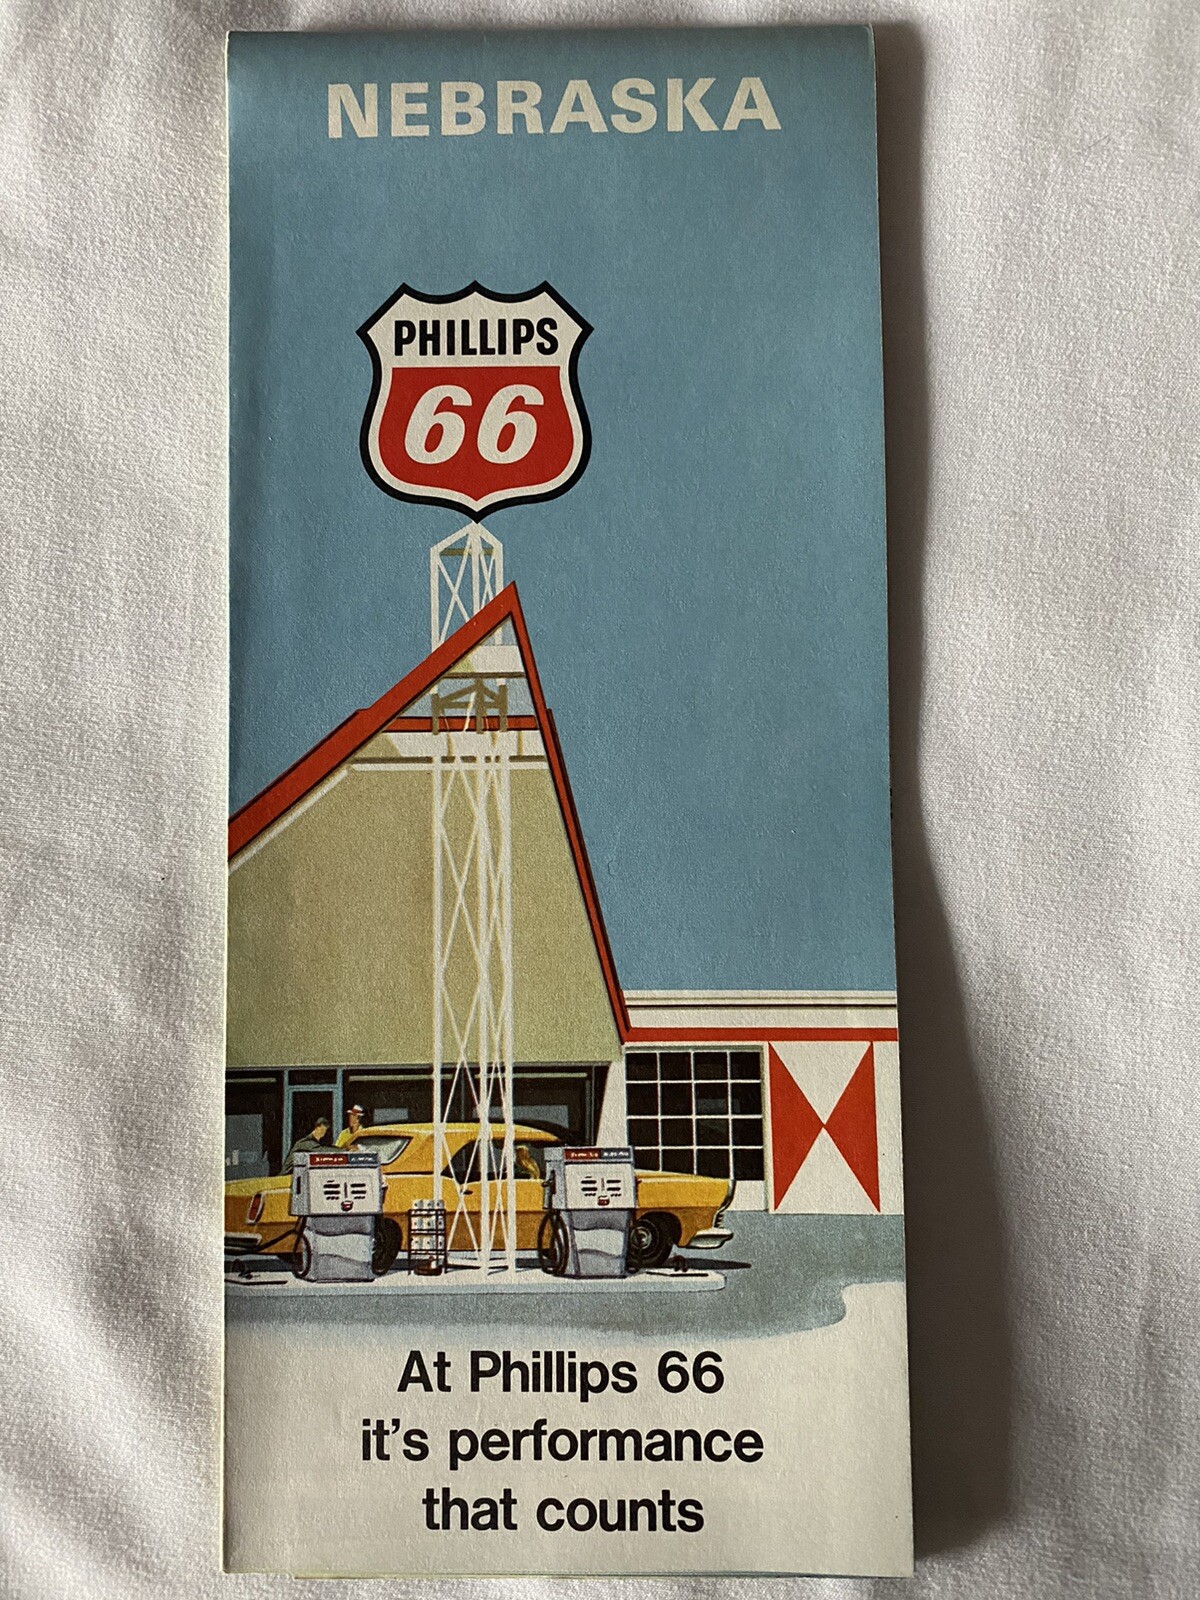 NEBRASKA
PHILLIPS
66
At Phillips 66
it's performance
that counts